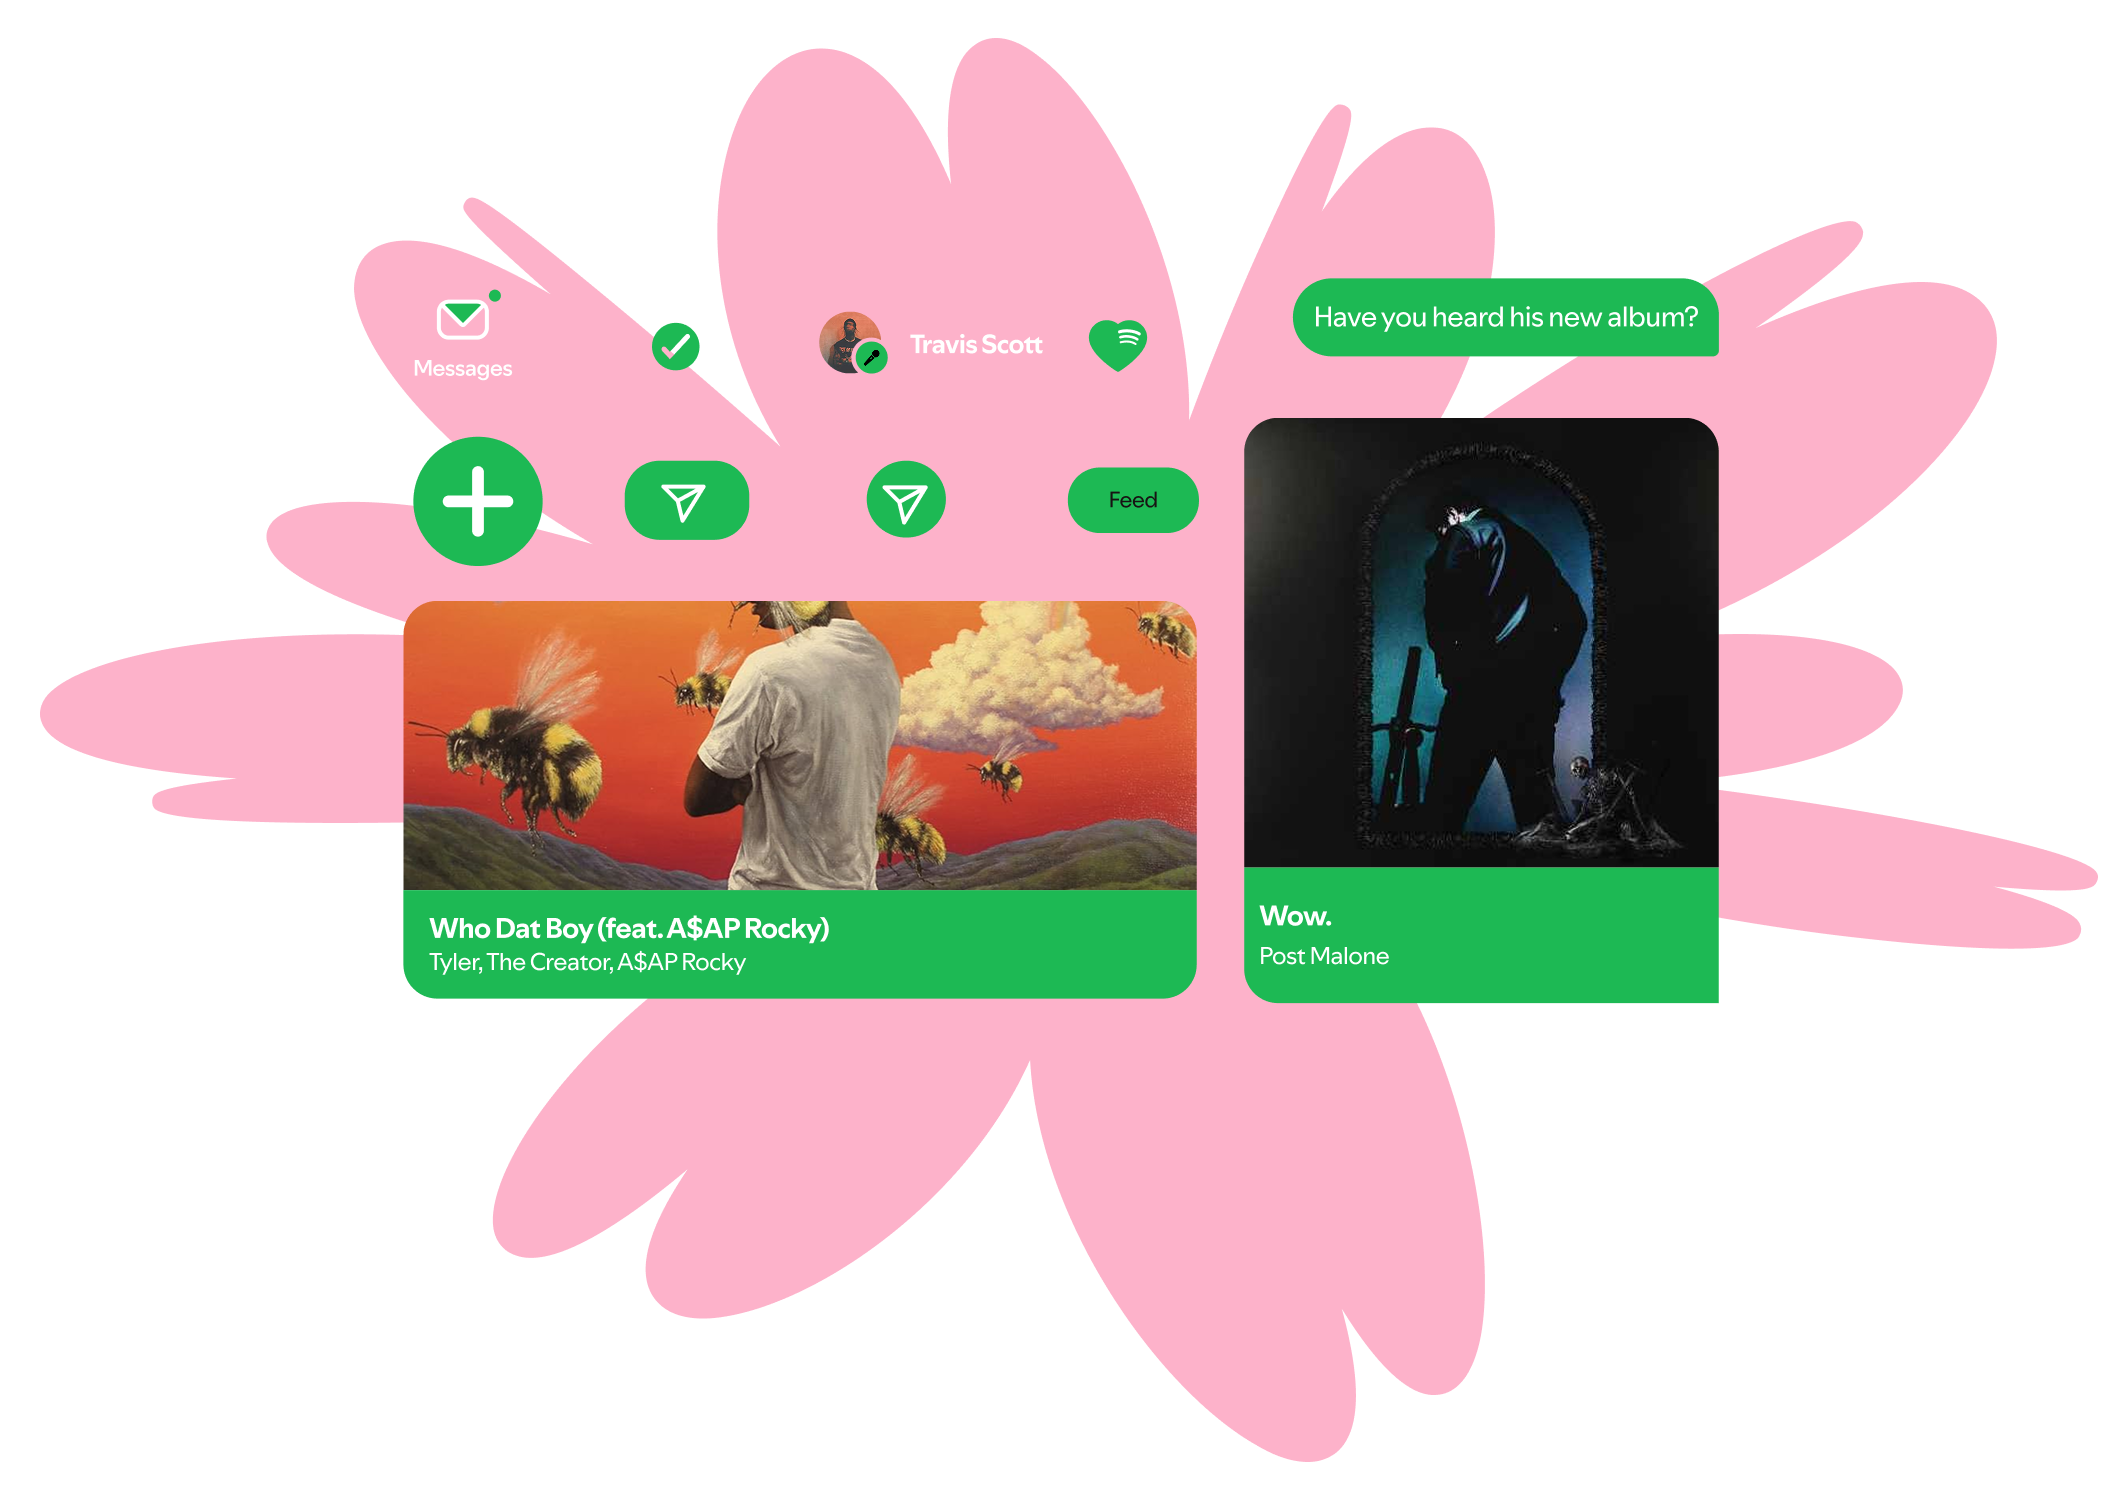 Have you heard his new album?
Travis Scott
Messages
Feed
Who Dat Boy (feat. A$AP Rocky)
Tyler, The Creator, A$AP Rocky
Wow.
Post Malone